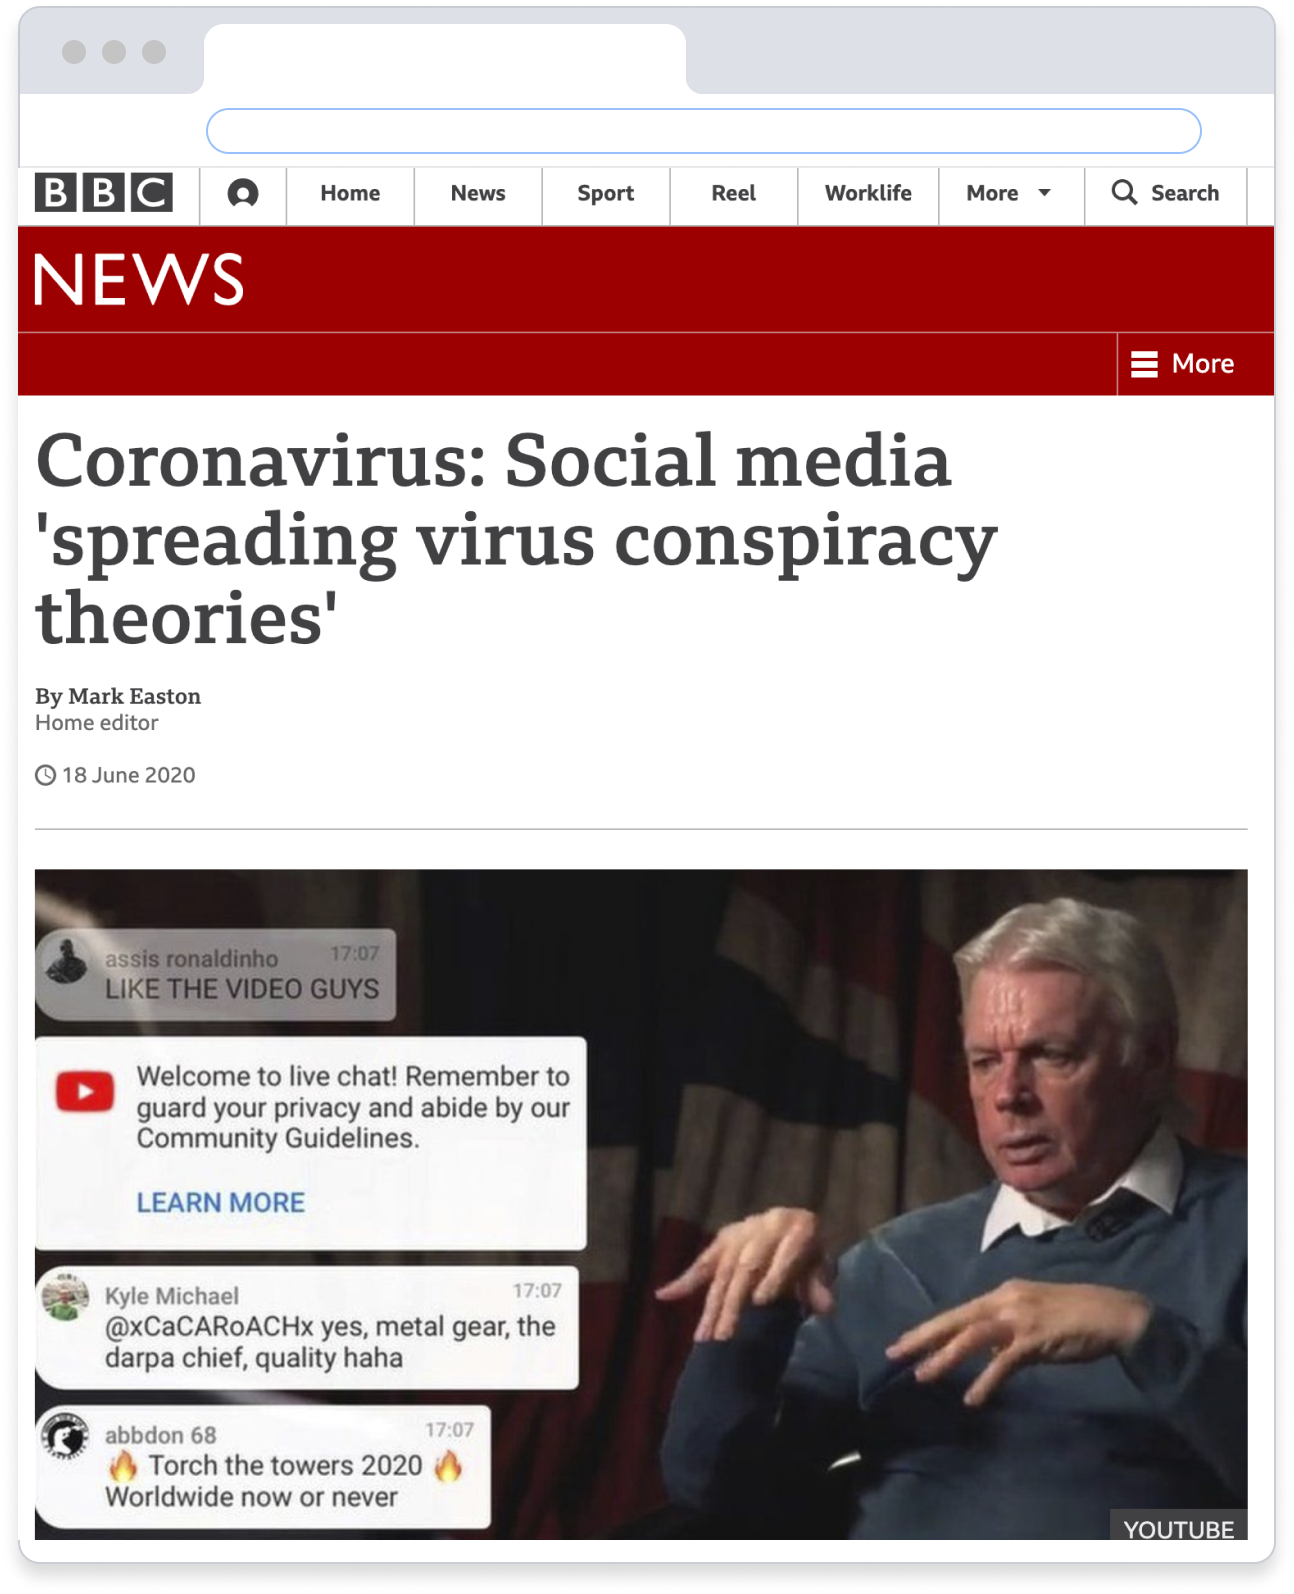 BBC
Home
News
Sport
Reel
Worklife
More
Search
NEWS
More
Coronavirus: Social media
'spreading virus conspiracy
theories'
By Mark Easton
Home editor
18 June 2020
assis ronaldinho 17:07
LIKE THE VIDEO GUYS
Welcome to live chat! Remember to
guard your privacy and abide by our
Community Guidelines.
LEARN MORE
Kyle Michael 17:07
@xCaCARoACHx yes, metal gear, the
darpa chief, quality haha
abbdon 68 17:07
🔥 Torch the towers 2020 🔥
Worldwide now or never
YOUTUBE